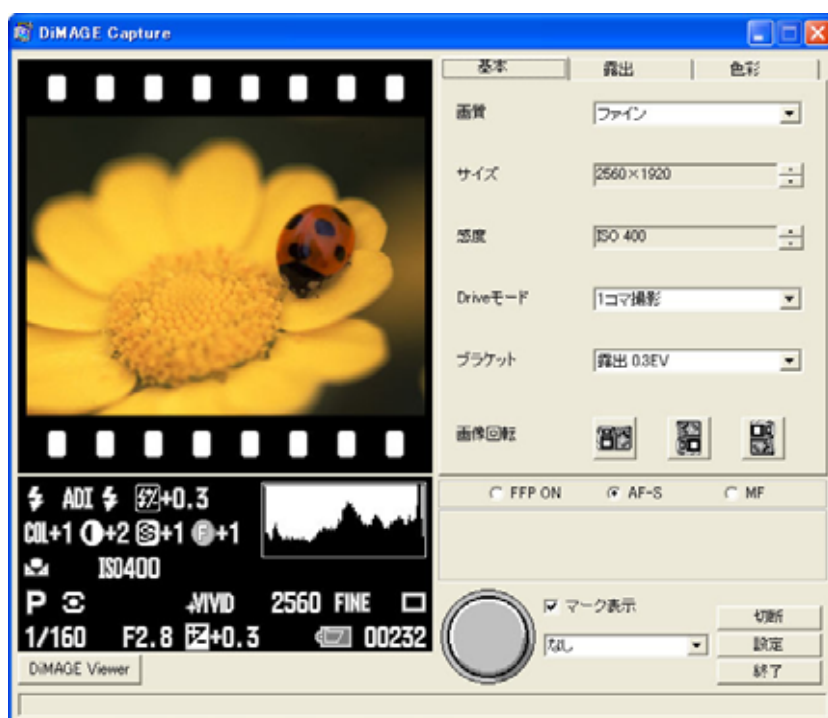 DiMAGE Capture
基本 露出 色彩
画質 ファイン
サイズ 2560×1920
感度 ISO 400
Driveモード 1コマ撮影
ブラケット 露出 0.3EV
画像回転
ADI +0.3
COL+1 +2 S+1 F+1
ISO400
P +VIVID 2560 FINE
1/160 F2.8 +0.3 00232
FFP ON AF-S MF
マーク表示
なし
切断
設定
終了
DiMAGE Viewer